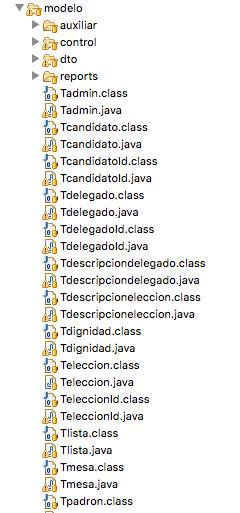 modelo
auxiliar
control
dto
reports
Tadmin.class
Tadmin.java
Tcandidato.class
Tcandidato.java
TcandidatoId.class
TcandidatoId.java
Tdelegado.class
Tdelegado.java
TdelegadoId.class
TdelegadoId.java
Tdescripciondelegado.class
Tdescripciondelegado.java
Tdescripcioneleccion.class
Tdescripcioneleccion.java
Tdignidad.class
Tdignidad.java
Teleccion.class
Teleccion.java
TeleccionId.class
TeleccionId.java
Tlista.class
Tlista.java
Tmesa.class
Tmesa.java
Tpadron.class